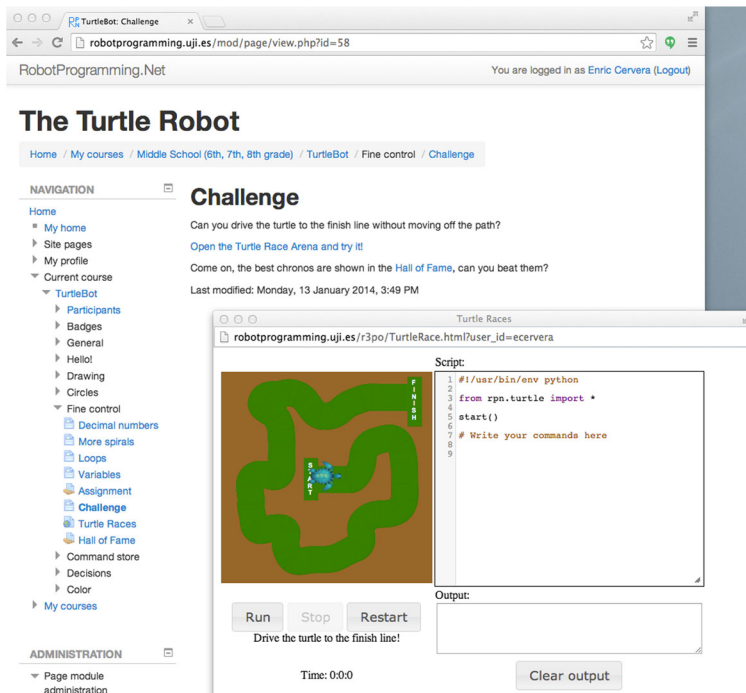 TurtleBot: Challenge
robotprogramming.uji.es/mod/page/view.php?id=58
RobotProgramming.Net
You are logged in as Enric Cervera (Logout)
The Turtle Robot
Home / My courses / Middle School (6th, 7th, 8th grade) / TurtleBot / Fine control / Challenge
NAVIGATION
Home
My home
Site pages
My profile
Current course
TurtleBot
Participants
Badges
General
Hello!
Drawing
Circles
Fine control
Decimal numbers
More spirals
Loops
Variables
Assignment
Challenge
Turtle Races
Hall of Fame
Command store
Decisions
Color
My courses
ADMINISTRATION
Page module
administration
Challenge
Can you drive the turtle to the finish line without moving off the path?
Open the Turtle Race Arena and try it!
Come on, the best chronos are shown in the Hall of Fame, can you beat them?
Last modified: Monday, 13 January 2014, 3:49 PM
Turtle Races
robotprogramming.uji.es/r3po/TurtleRace.html?user_id=ecervera
FINISH
START
Run Stop Restart
Drive the turtle to the finish line!
Time: 0:0:0
Script:
1 #!/usr/bin/env python
2
3 from rpn.turtle import *
4
5 start()
6
7 # Write your commands here
8
9
Output:
Clear output